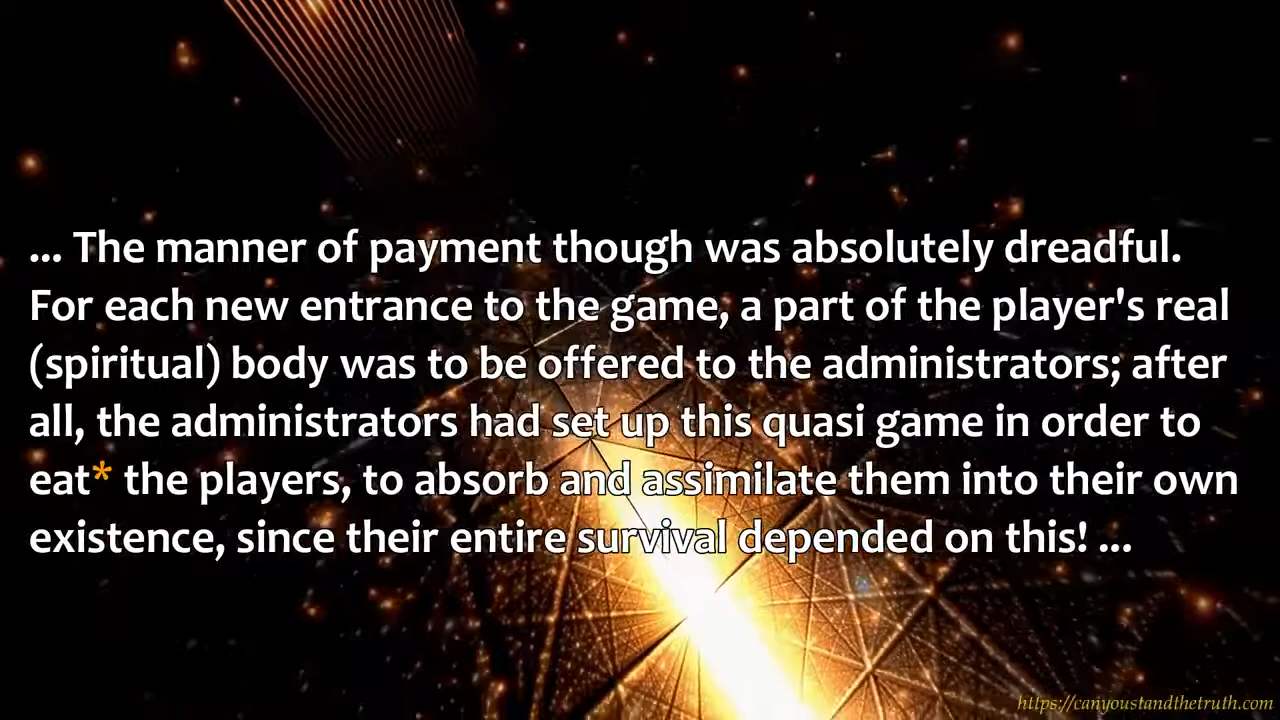 ... The manner of payment though was absolutely dreadful.
For each new entrance to the game, a part of the player's real
(spiritual) body was to be offered to the administrators; after
all, the administrators had set up this quasi game in order to
eat* the players, to absorb and assimilate them into their own
existence, since their entire survival depended on this! ...
https://canyoustandthetruth.com